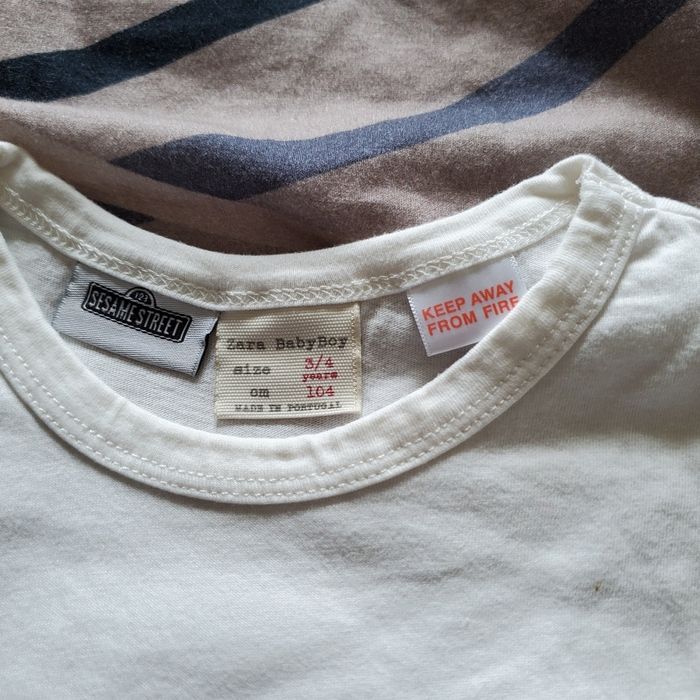 123
SESAME STREET
Zara BabyBoy
size 3/4
years
cm 104
MADE IN PORTUGAL
KEEP AWAY
FROM FIRE